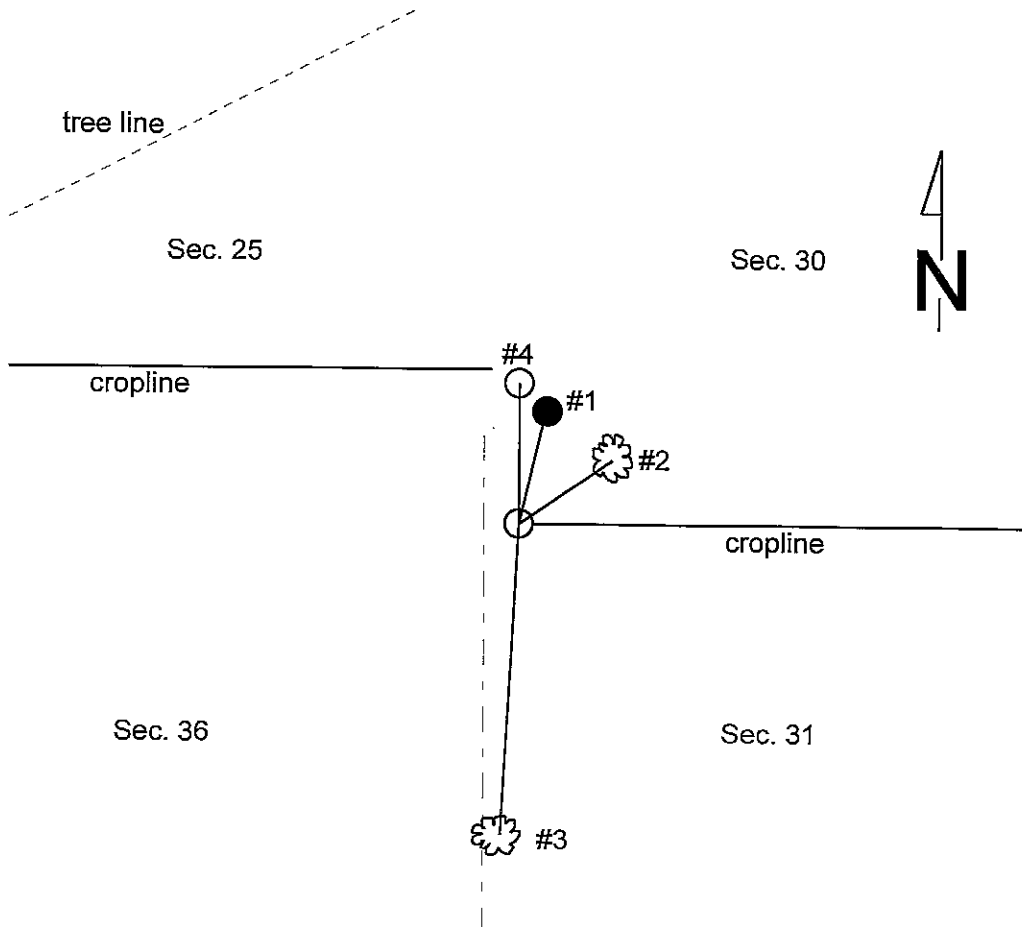 tree line
Sec. 25
Sec. 30
N
#4
cropline
#1
#2
cropline
Sec. 36
Sec. 31
#3